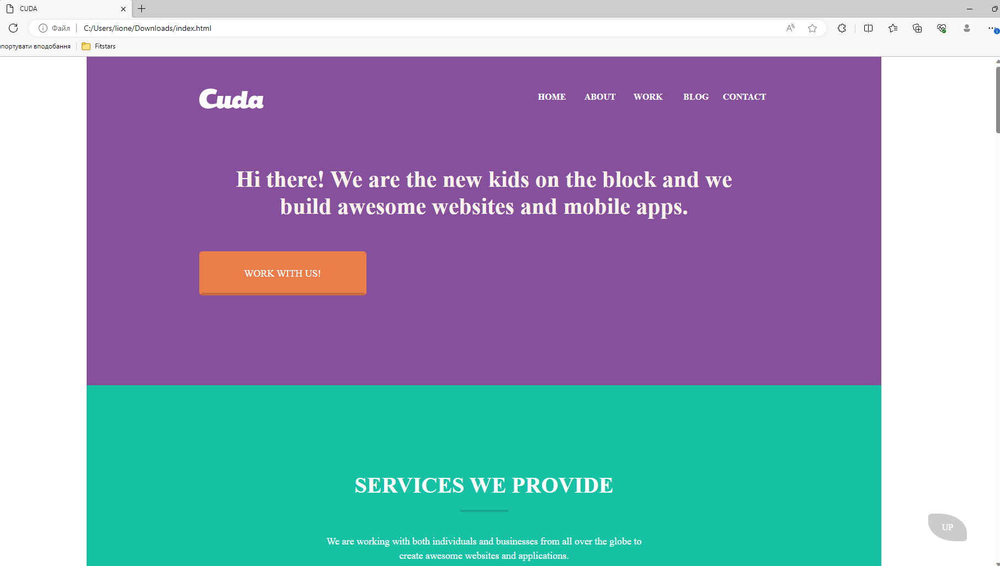 CUDA
Файл
C:/Users/lione/Downloads/index.html
портувати вподобання
Fitstars
Cuda
HOME ABOUT WORK BLOG CONTACT
Hi there! We are the new kids on the block and we
build awesome websites and mobile apps.
WORK WITH US!
SERVICES WE PROVIDE
We are working with both individuals and businesses from all over the globe to
create awesome websites and applications.
UP